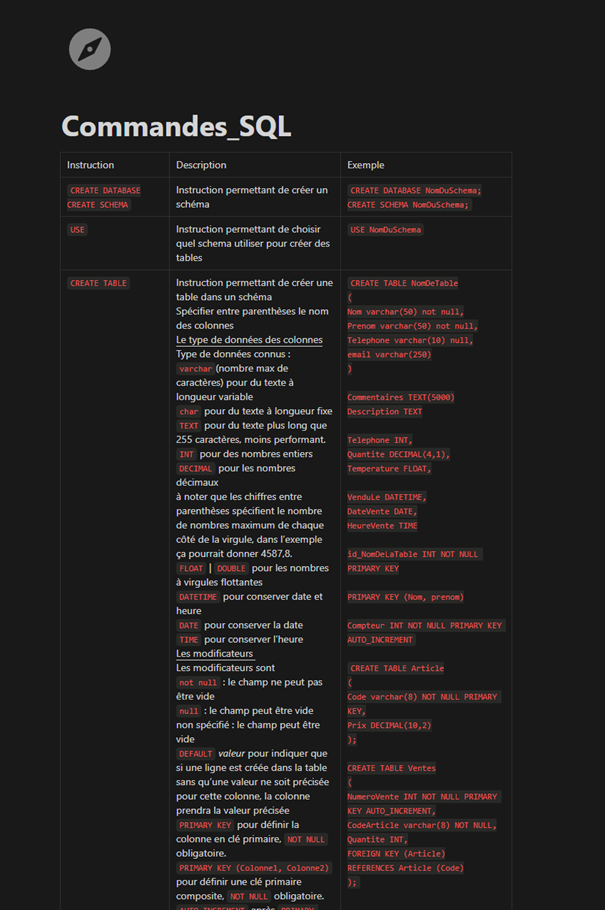 Commandes_SQL
Instruction
Description
Exemple
CREATE DATABASE
CREATE SCHEMA
Instruction permettant de créer un
schéma
CREATE DATABASE NomDuSchema;
CREATE SCHEMA NomDuSchema;
USE
Instruction permettant de choisir
quel schema utiliser pour créer des
tables
USE NomDuSchema
CREATE TABLE
Instruction permettant de créer une
table dans un schéma
Spécifier entre parenthèses le nom
des colonnes
Le type de données des colonnes
Type de données connus :
varchar (nombre max de
caractères) pour du texte à
longueur variable
char pour du texte à longueur fixe
TEXT pour du texte plus long que
255 caractères, moins performant.
INT pour des nombres entiers
DECIMAL pour les nombres
décimaux
à noter que les chiffres entre
parenthèses spécifient le nombre
de nombres maximum de chaque
côté de la virgule, dans l'exemple
ça pourrait donner 4587,8.
FLOAT | DOUBLE pour les nombres
à virgules flottantes
DATETIME pour conserver date et
heure
DATE pour conserver la date
TIME pour conserver l'heure
Les modificateurs
Les modificateurs sont
not null : le champ ne peut pas
être vide
null : le champ peut être vide
non spécifié : le champ peut être
vide
DEFAULT valeur pour indiquer que
si une ligne est créée dans la table
sans qu'une valeur ne soit précisée
pour cette colonne, la colonne
prendra la valeur précisée
PRIMARY KEY pour définir la
colonne en clé primaire, NOT NULL
obligatoire.
PRIMARY KEY (Colonne1, Colonne2)
pour définir une clé primaire
composite, NOT NULL obligatoire.
AUTO_INCREMENT après PRIMARY
CREATE TABLE NomDeTable
(
Nom varchar(50) not null,
Prenom varchar(50) not null,
Telephone varchar(10) null,
email varchar(250)
)
Commentaires TEXT(5000)
Description TEXT
Telephone INT,
Quantite DECIMAL(4,1),
Temperature FLOAT,
VenduLe DATETIME,
DateVente DATE,
HeureVente TIME
id_NomDeLaTable INT NOT NULL
PRIMARY KEY
PRIMARY KEY (Nom, prenom)
Compteur INT NOT NULL PRIMARY KEY
AUTO_INCREMENT
CREATE TABLE Article
(
Code varchar(8) NOT NULL PRIMARY
KEY,
Prix DECIMAL(10,2)
);
CREATE TABLE Ventes
(
NumeroVente INT NOT NULL PRIMARY
KEY AUTO_INCREMENT,
CodeArticle varchar(8) NOT NULL,
Quantite INT,
FOREIGN KEY (Article)
REFERENCES Article (Code)
);